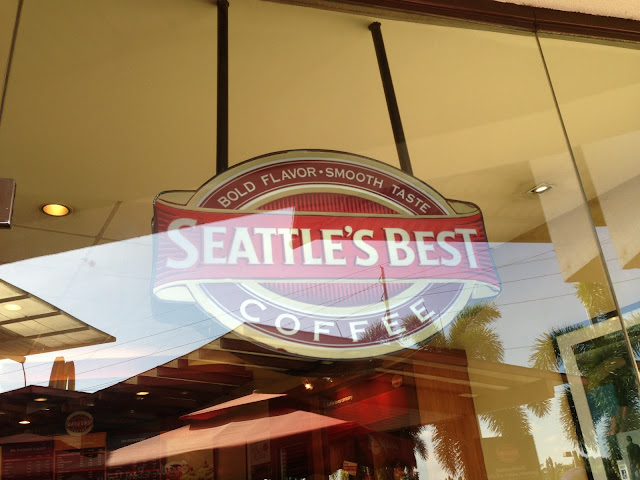 BOLD FLAVOR · SMOOTH TASTE
SEATTLE'S BEST
COFFEE